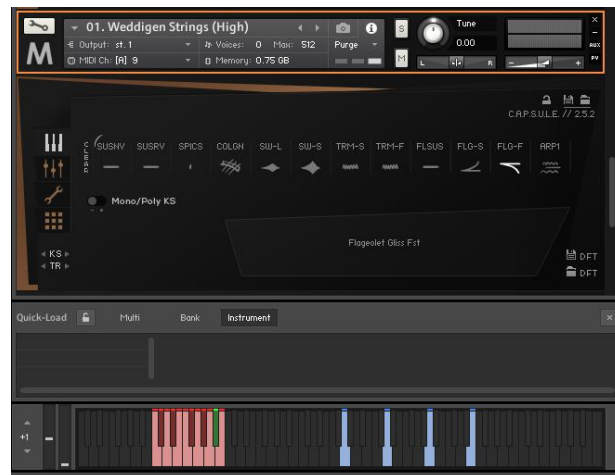 01. Weddigen Strings (High)
Output: st. 1
Voices: 0 Max: 512 Purge
MIDI Ch: [A] 9
Memory: 0.75 GB
S
M
Tune
0.00
L R
- +
×
-
AUX
PV
M
C.A.P.S.U.L.E. // 2.5.2
CLEAR
SUSNV SUSRV SPICS COLGN SW-L SW-S TRM-S TRM-F FLSUS FLG-S FLG-F ARP1
Mono/Poly KS
Flageolet Gliss Fst
KS
TR
DFT
DFT
Quick-Load Multi Bank Instrument ×
+1